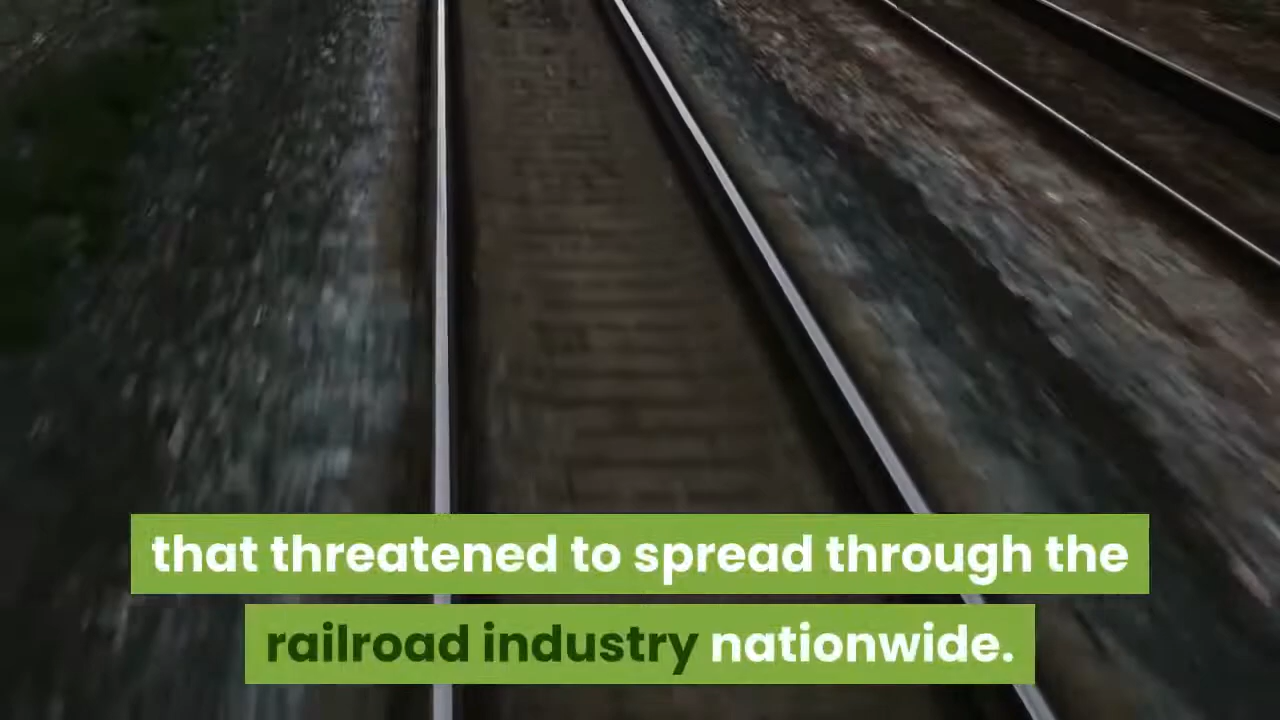 that threatened to spread through the
railroad industry nationwide.